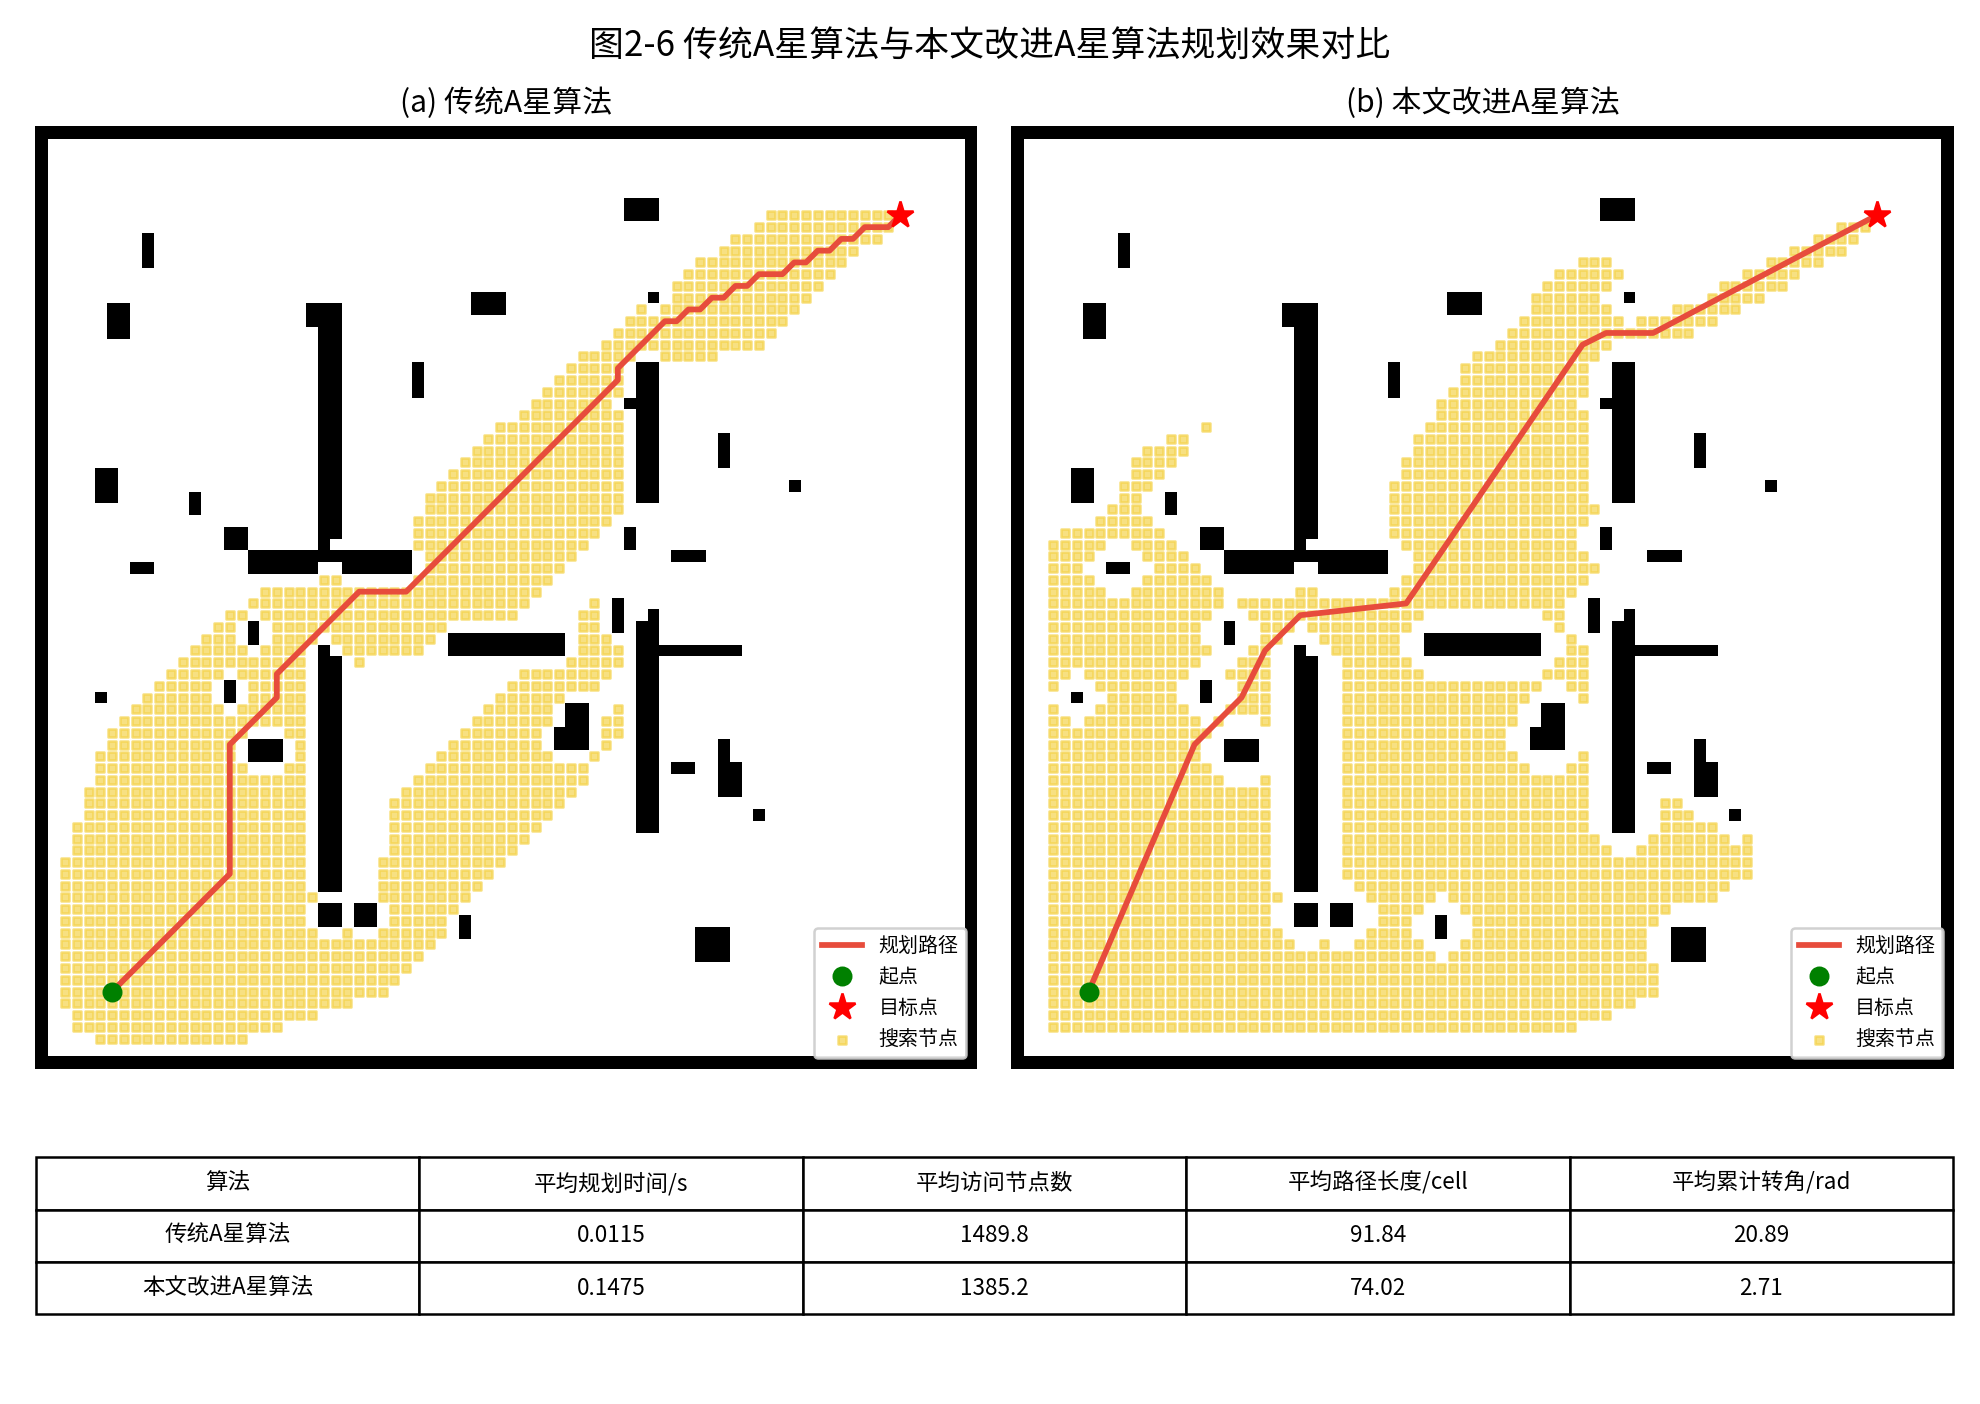 图2-6 传统A星算法与本文改进A星算法规划效果对比
(a) 传统A星算法
(b) 本文改进A星算法
规划路径
起点
目标点
搜索节点
规划路径
起点
目标点
搜索节点
算法 平均规划时间/s 平均访问节点数 平均路径长度/cell 平均累计转角/rad
传统A星算法 0.0115 1489.8 91.84 20.89
本文改进A星算法 0.1475 1385.2 74.02 2.71